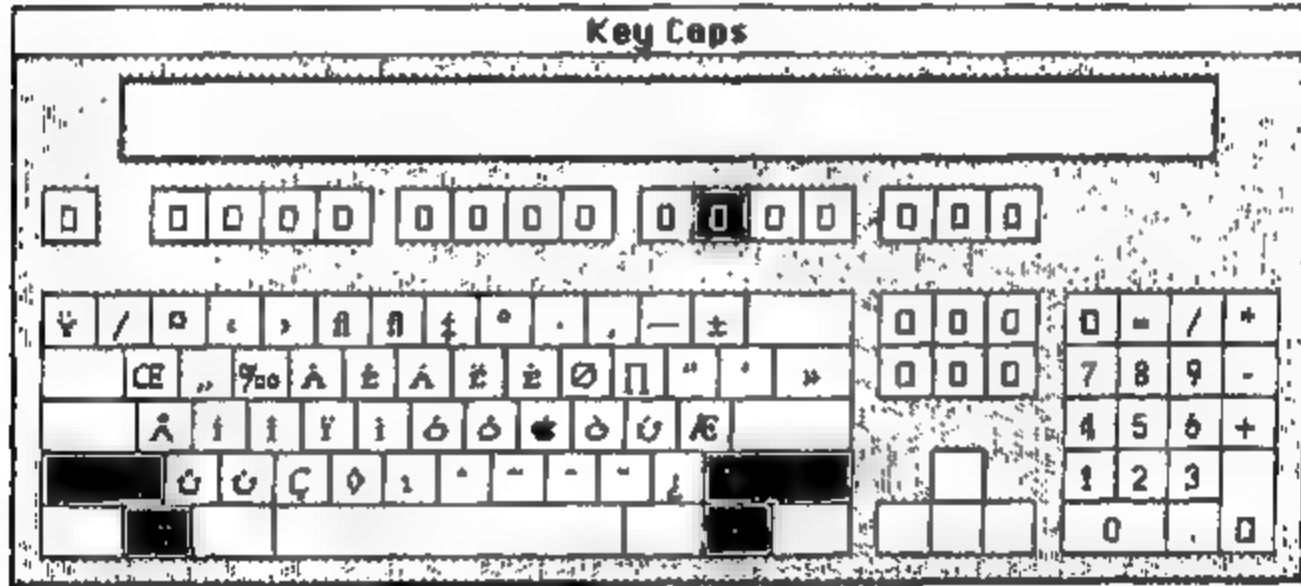 Key Caps
Ÿ / ¤ ‹ › ﬁ ﬂ ‡ ° · ‚ — ± = / *
Œ „ ‰ Â Ê Á Ë È Ø ∏ ” ’ » 7 8 9 -
Å Í Î Ï Ì Ó Ô Ò Ú Æ 4 5 6 +
Ç ◊ ı ˆ ˜ ¯ ˘ ¿ 1 2 3
0 .